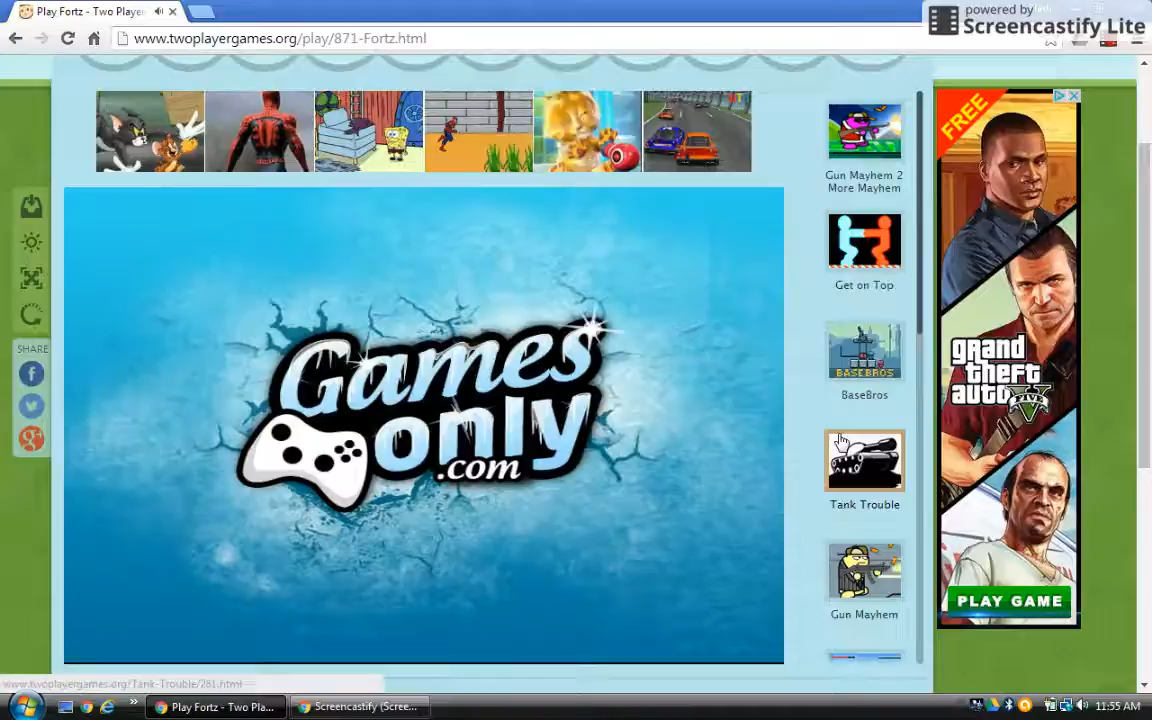 Play Fortz - Two Player
powered by
Screencastify Lite
www.twoplayergames.org/play/871-Fortz.html
FREE
Gun Mayhem 2
More Mayhem
Get on Top
BASEBROS
BaseBros
Tank Trouble
Gun Mayhem
SHARE
Games
only
.com
grand
theft
auto
FIVE
PLAY GAME
www.twoplayergames.org/Tank-Trouble/281.html
Play Fortz - Two Pla...
Screencastify (Scree...
11:55 AM